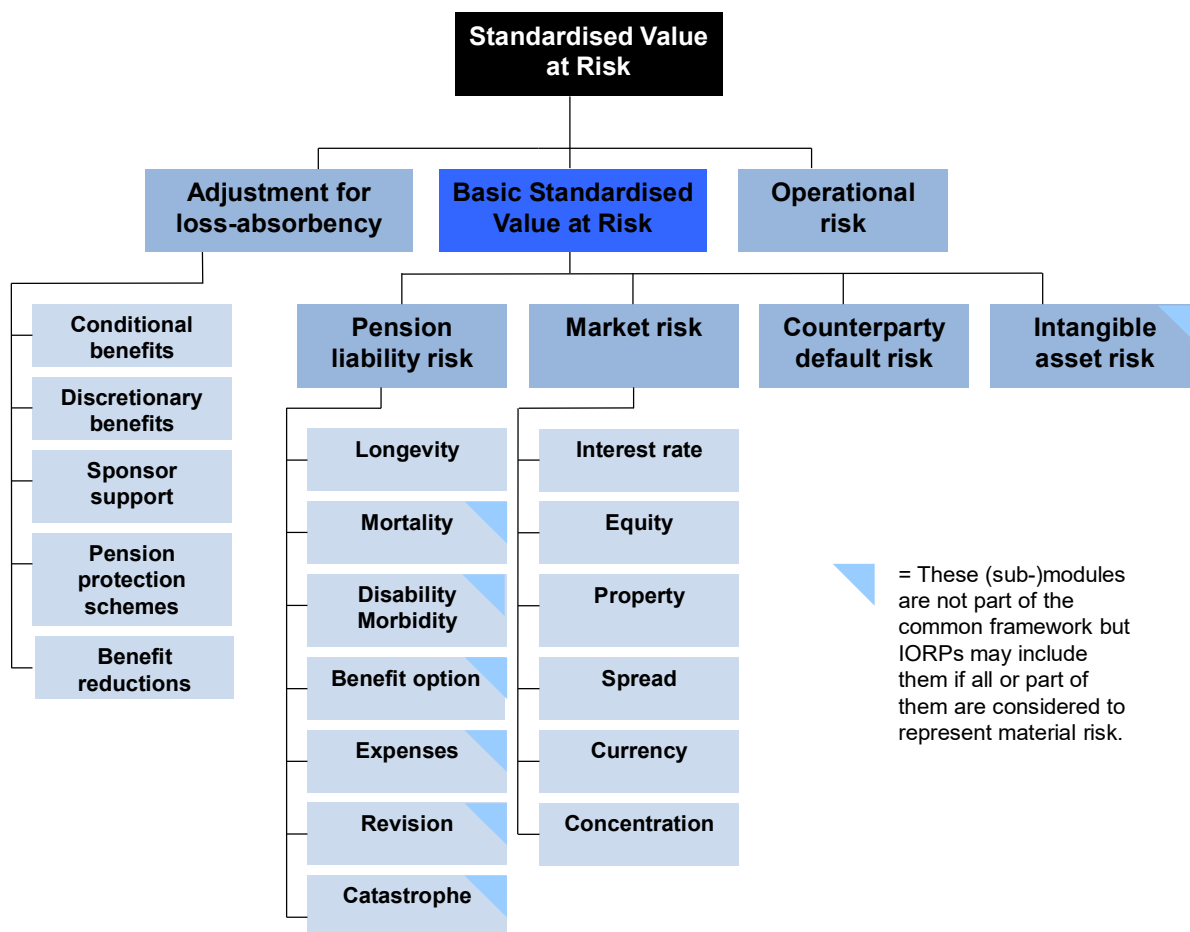 Standardised Value
at Risk
Adjustment for
loss-absorbency
Basic Standardised
Value at Risk
Operational
risk
Conditional
benefits
Discretionary
benefits
Sponsor
support
Pension
protection
schemes
Benefit
reductions
Pension
liability risk
Market risk
Counterparty
default risk
Intangible
asset risk
Longevity
Mortality
Disability
Morbidity
Benefit option
Expenses
Revision
Catastrophe
Interest rate
Equity
Property
Spread
Currency
Concentration
= These (sub-)modules
are not part of the
common framework but
IORPs may include
them if all or part of
them are considered to
represent material risk.